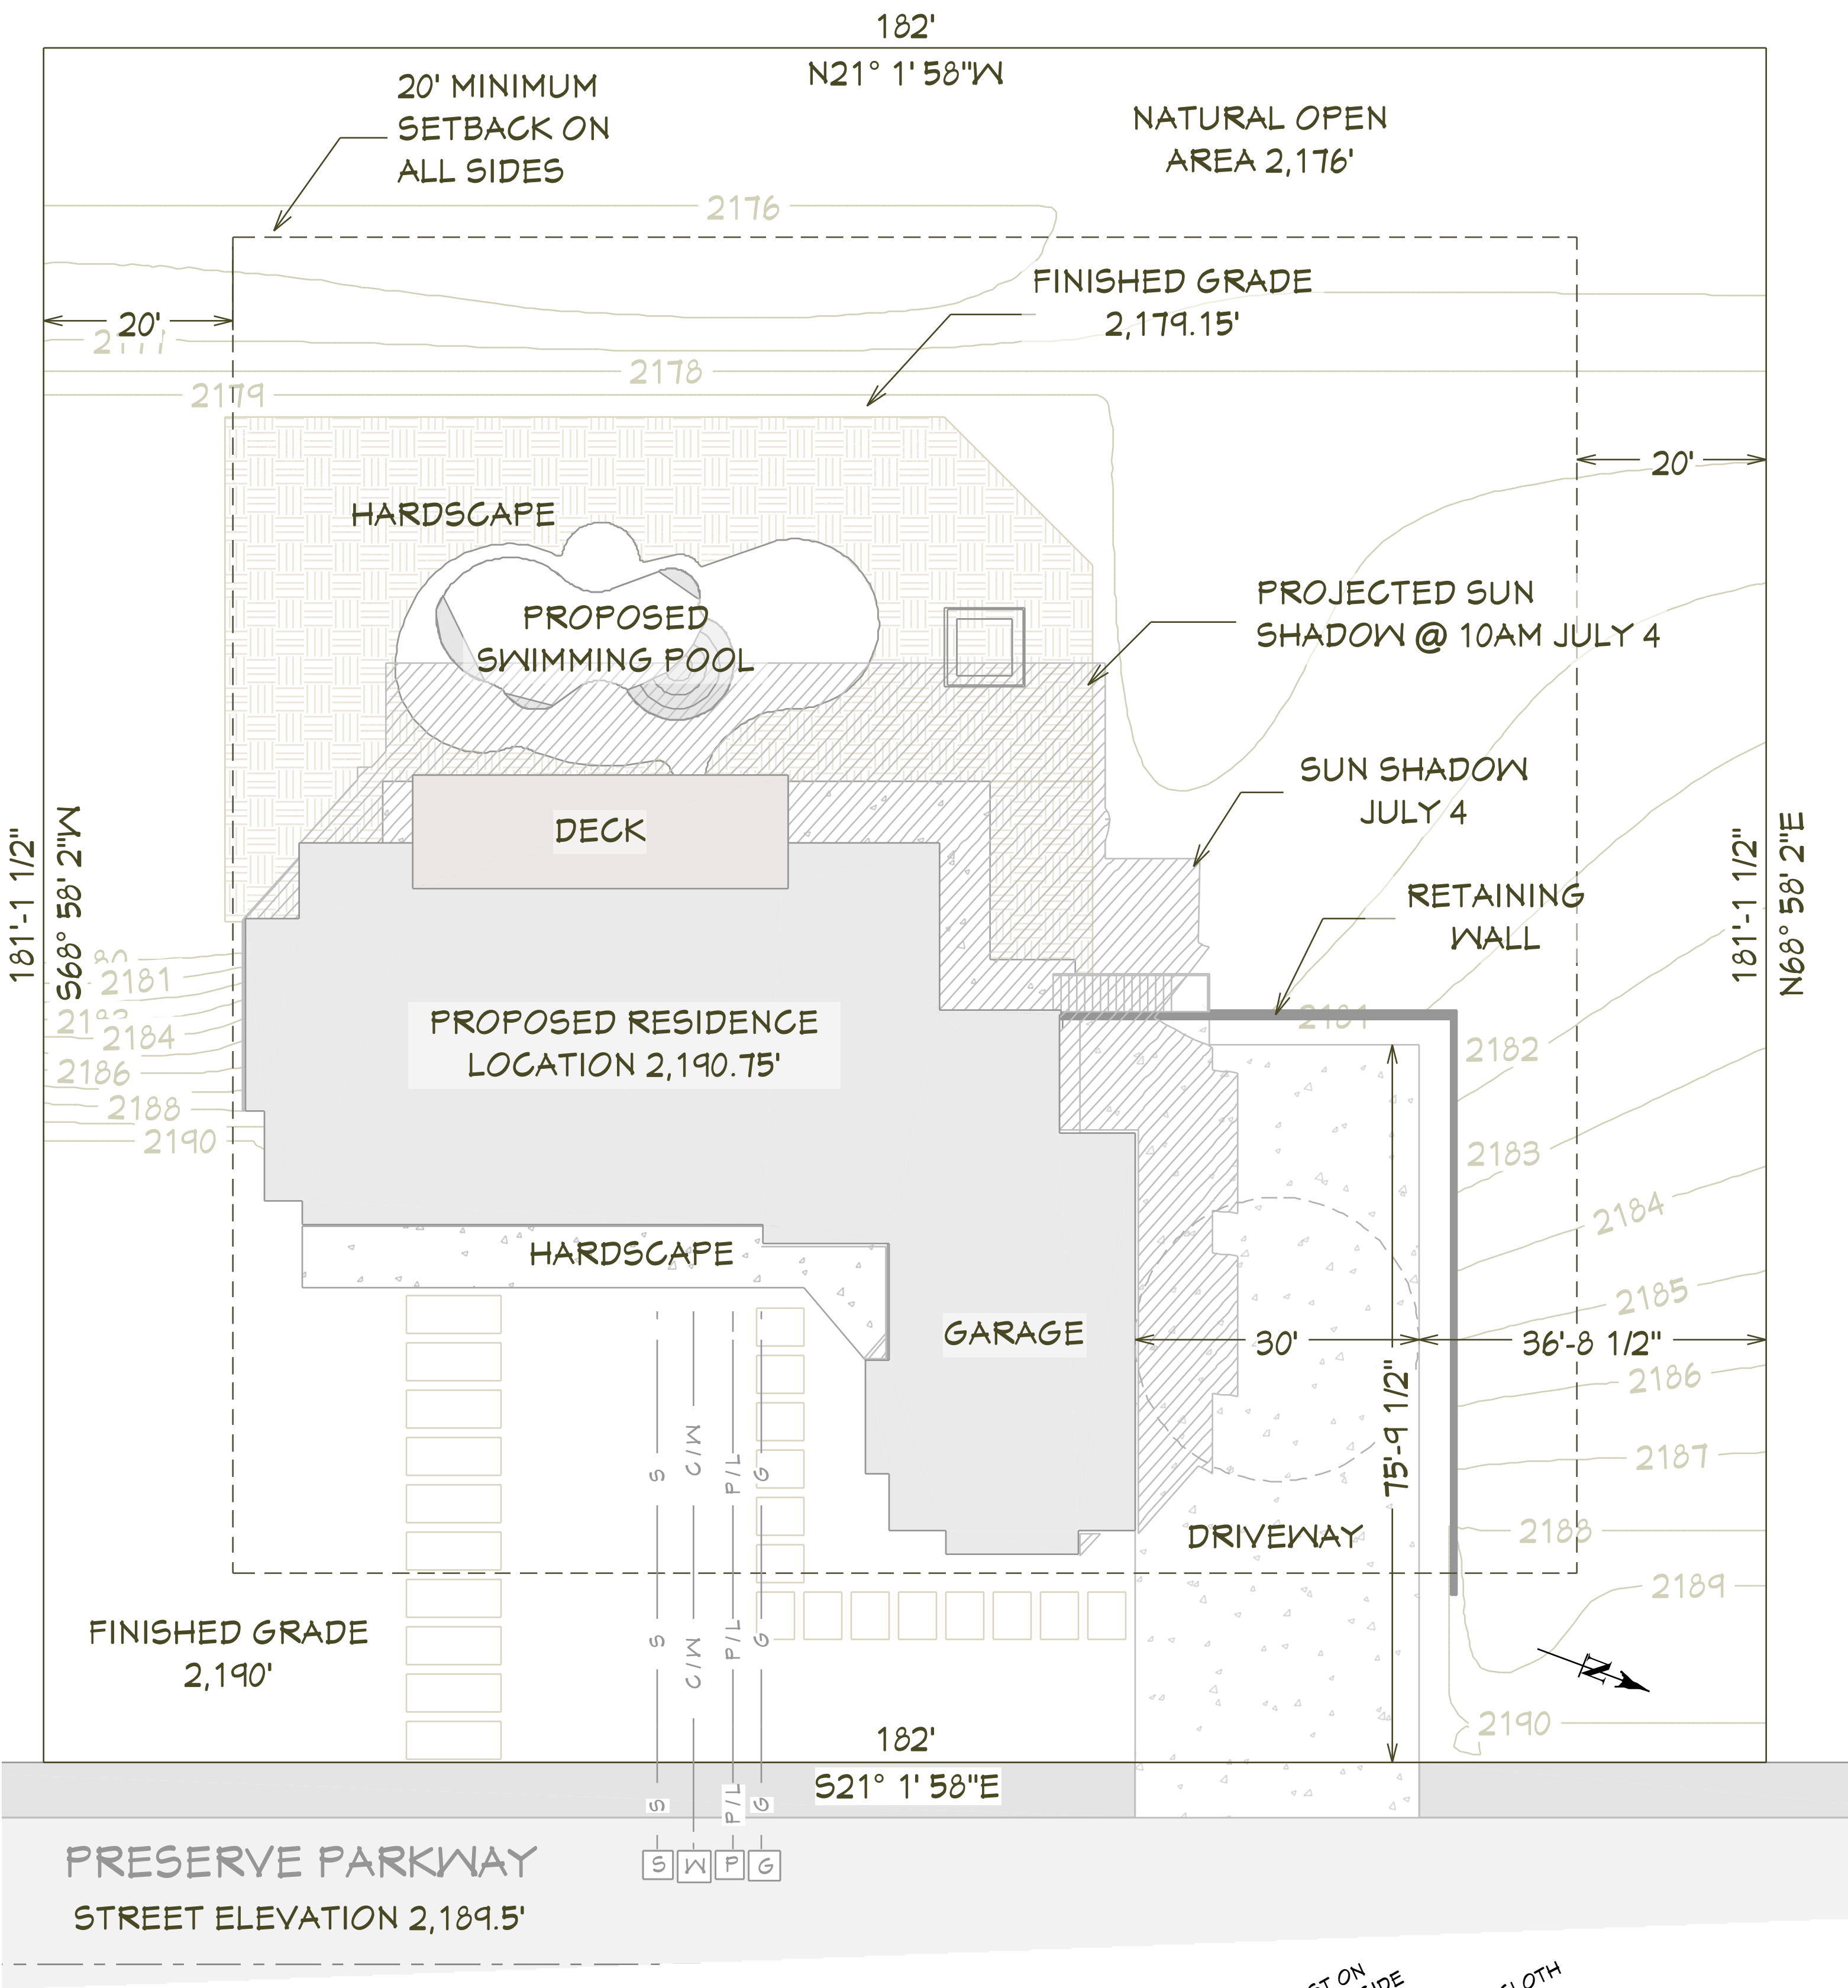 182'
N21° 1' 58"W
20' MINIMUM
SETBACK ON
ALL SIDES
NATURAL OPEN
AREA 2,176'
2176
FINISHED GRADE
2,179.15'
20'
2178
2179
20'
HARDSCAPE
PROPOSED
SWIMMING POOL
PROJECTED SUN
SHADOW @ 10AM JULY 4
SUN SHADOW
JULY 4
DECK
181'-1 1/2"
S68° 58' 2"W
181'-1 1/2"
N68° 58' 2"E
RETAINING
WALL
2181
2184
2186
2188
2190
PROPOSED RESIDENCE
LOCATION 2,190.75'
2181
2182
2183
2184
2185
2186
2187
2188
2189
2190
HARDSCAPE
GARAGE
30'
36'-8 1/2"
75'-9 1/2"
DRIVEWAY
S
C/W
P/L
G
S
C/W
P/L
G
FINISHED GRADE
2,190'
N
182'
S21° 1' 58"E
S
P/L
G
S
W
P
G
PRESERVE PARKWAY
STREET ELEVATION 2,189.5'